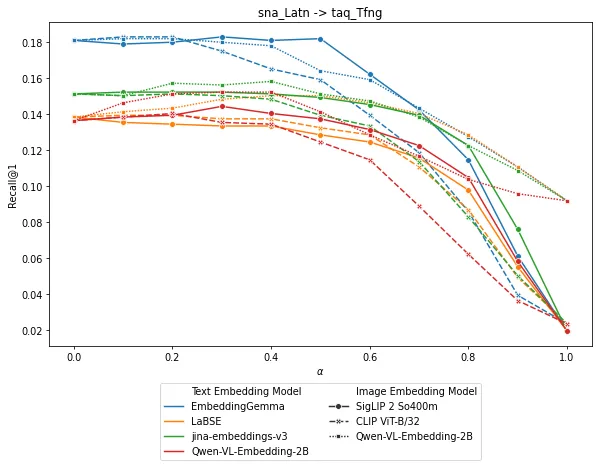 sna_Latn -> taq_Tfng
Recall@1
0.18
0.16
0.14
0.12
0.10
0.08
0.06
0.04
0.02
0.0 0.2 0.4 0.6 0.8 1.0
α
Text Embedding Model Image Embedding Model
EmbeddingGemma SigLIP 2 So400m
LaBSE CLIP ViT-B/32
jina-embeddings-v3 Qwen-VL-Embedding-2B
Qwen-VL-Embedding-2B